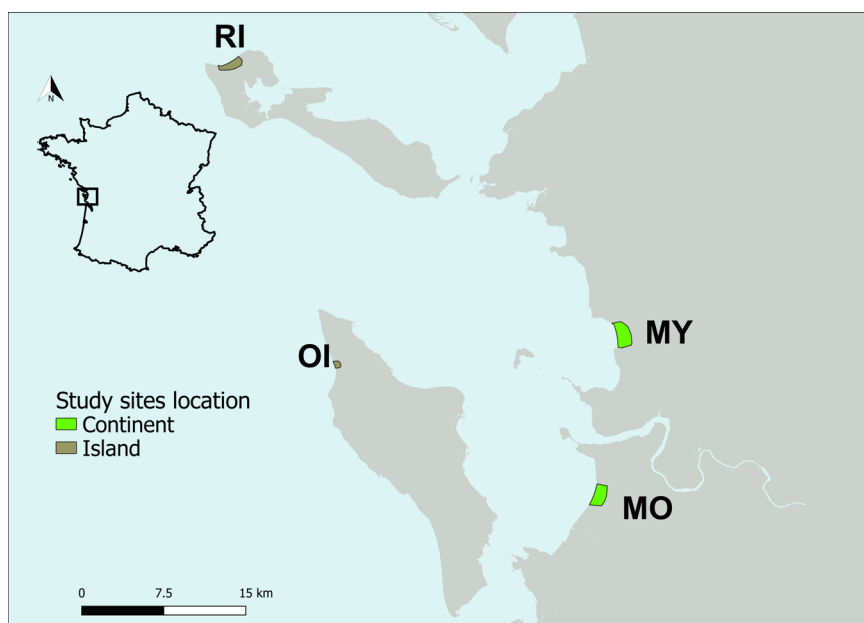 RI
N
MY
OI
Study sites location
Continent
Island
MO
0 7.5 15 km